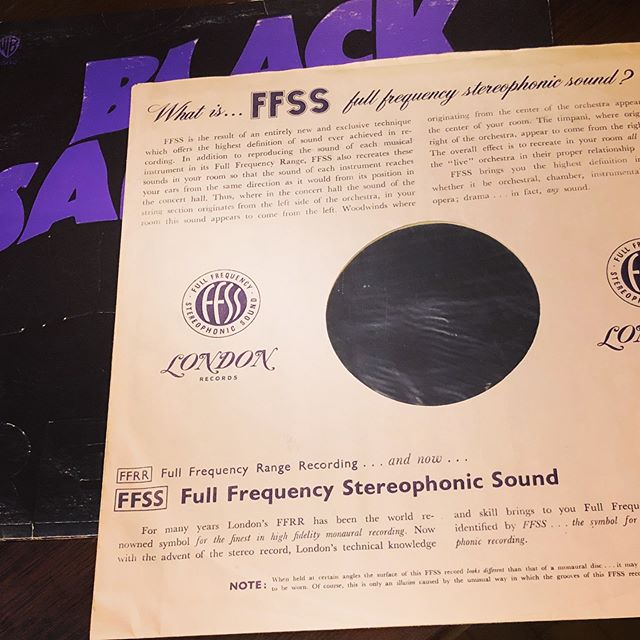 BLACK
What is... FFSS full frequency stereophonic sound?
FFSS is the result of an entirely new and exclusive technique
which offers the highest definition of sound ever achieved in re-
cording. In addition to reproducing the sound of each musical
instrument in its Full Frequency Range, FFSS also recreates these
sounds in your room so that the sound of each instrument reaches
your ears from the same direction as it would from its position in
the concert hall. Thus, where in the concert hall the sound of the
string section originates from the left side of the orchestra, in your
room this sound appears to come from the left. Woodwinds where
originating from the center of the orchestra appear
the center of your room. The timpani, where origin
right of the orchestra, appear to come from the right
The overall effect is to recreate in your room all
the "live" orchestra in their proper relationship
FFSS brings you the highest definition
whether it be orchestral, chamber, instrumental
opera; drama . . . in fact, any sound.
FULL FREQUENCY
FFSS
STEREOPHONIC SOUND
LONDON
RECORDS
FFRR Full Frequency Range Recording . . . and now . . .
FFSS Full Frequency Stereophonic Sound
For many years London's FFRR has been the world re-
nowned symbol for the finest in high fidelity monaural recording. Now
with the advent of the stereo record, London's technical knowledge
and skill brings to you Full Frequ
identified by FFSS . . . the symbol for
phonic recording.
NOTE: When held at certain angles the surface of this FFSS record looks different than that of a monaural disc . . . it may
to be worn. Of course, this is only an illusion caused by the unusual way in which the grooves of this FFSS reco